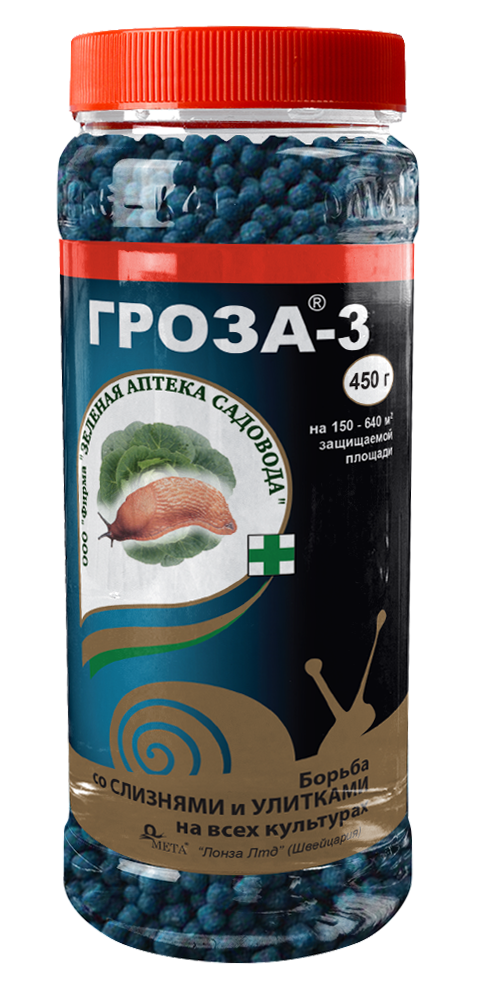 ГРОЗА®-3
450 г
на 150 - 640 м²
защищаемой
площади
ООО "Фирма "ЗЕЛЕНАЯ АПТЕКА САДОВОДА"
Борьба
со СЛИЗНЯМИ и УЛИТКАМИ
на всех культурах
МЕТА® "Лонза Лтд" (Швейцария)